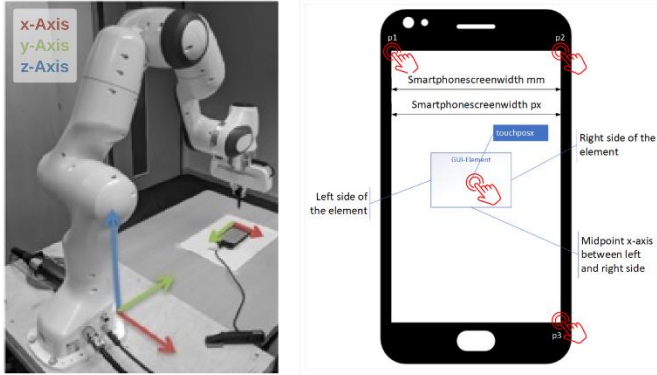 x-Axis
y-Axis
z-Axis
p1
p2
Smartphonescreenwidth mm
Smartphonescreenwidth px
touchposx
GUI-Element
Right side of the
element
Left side of
the element
Midpoint x-axis
between left
and right side
p3